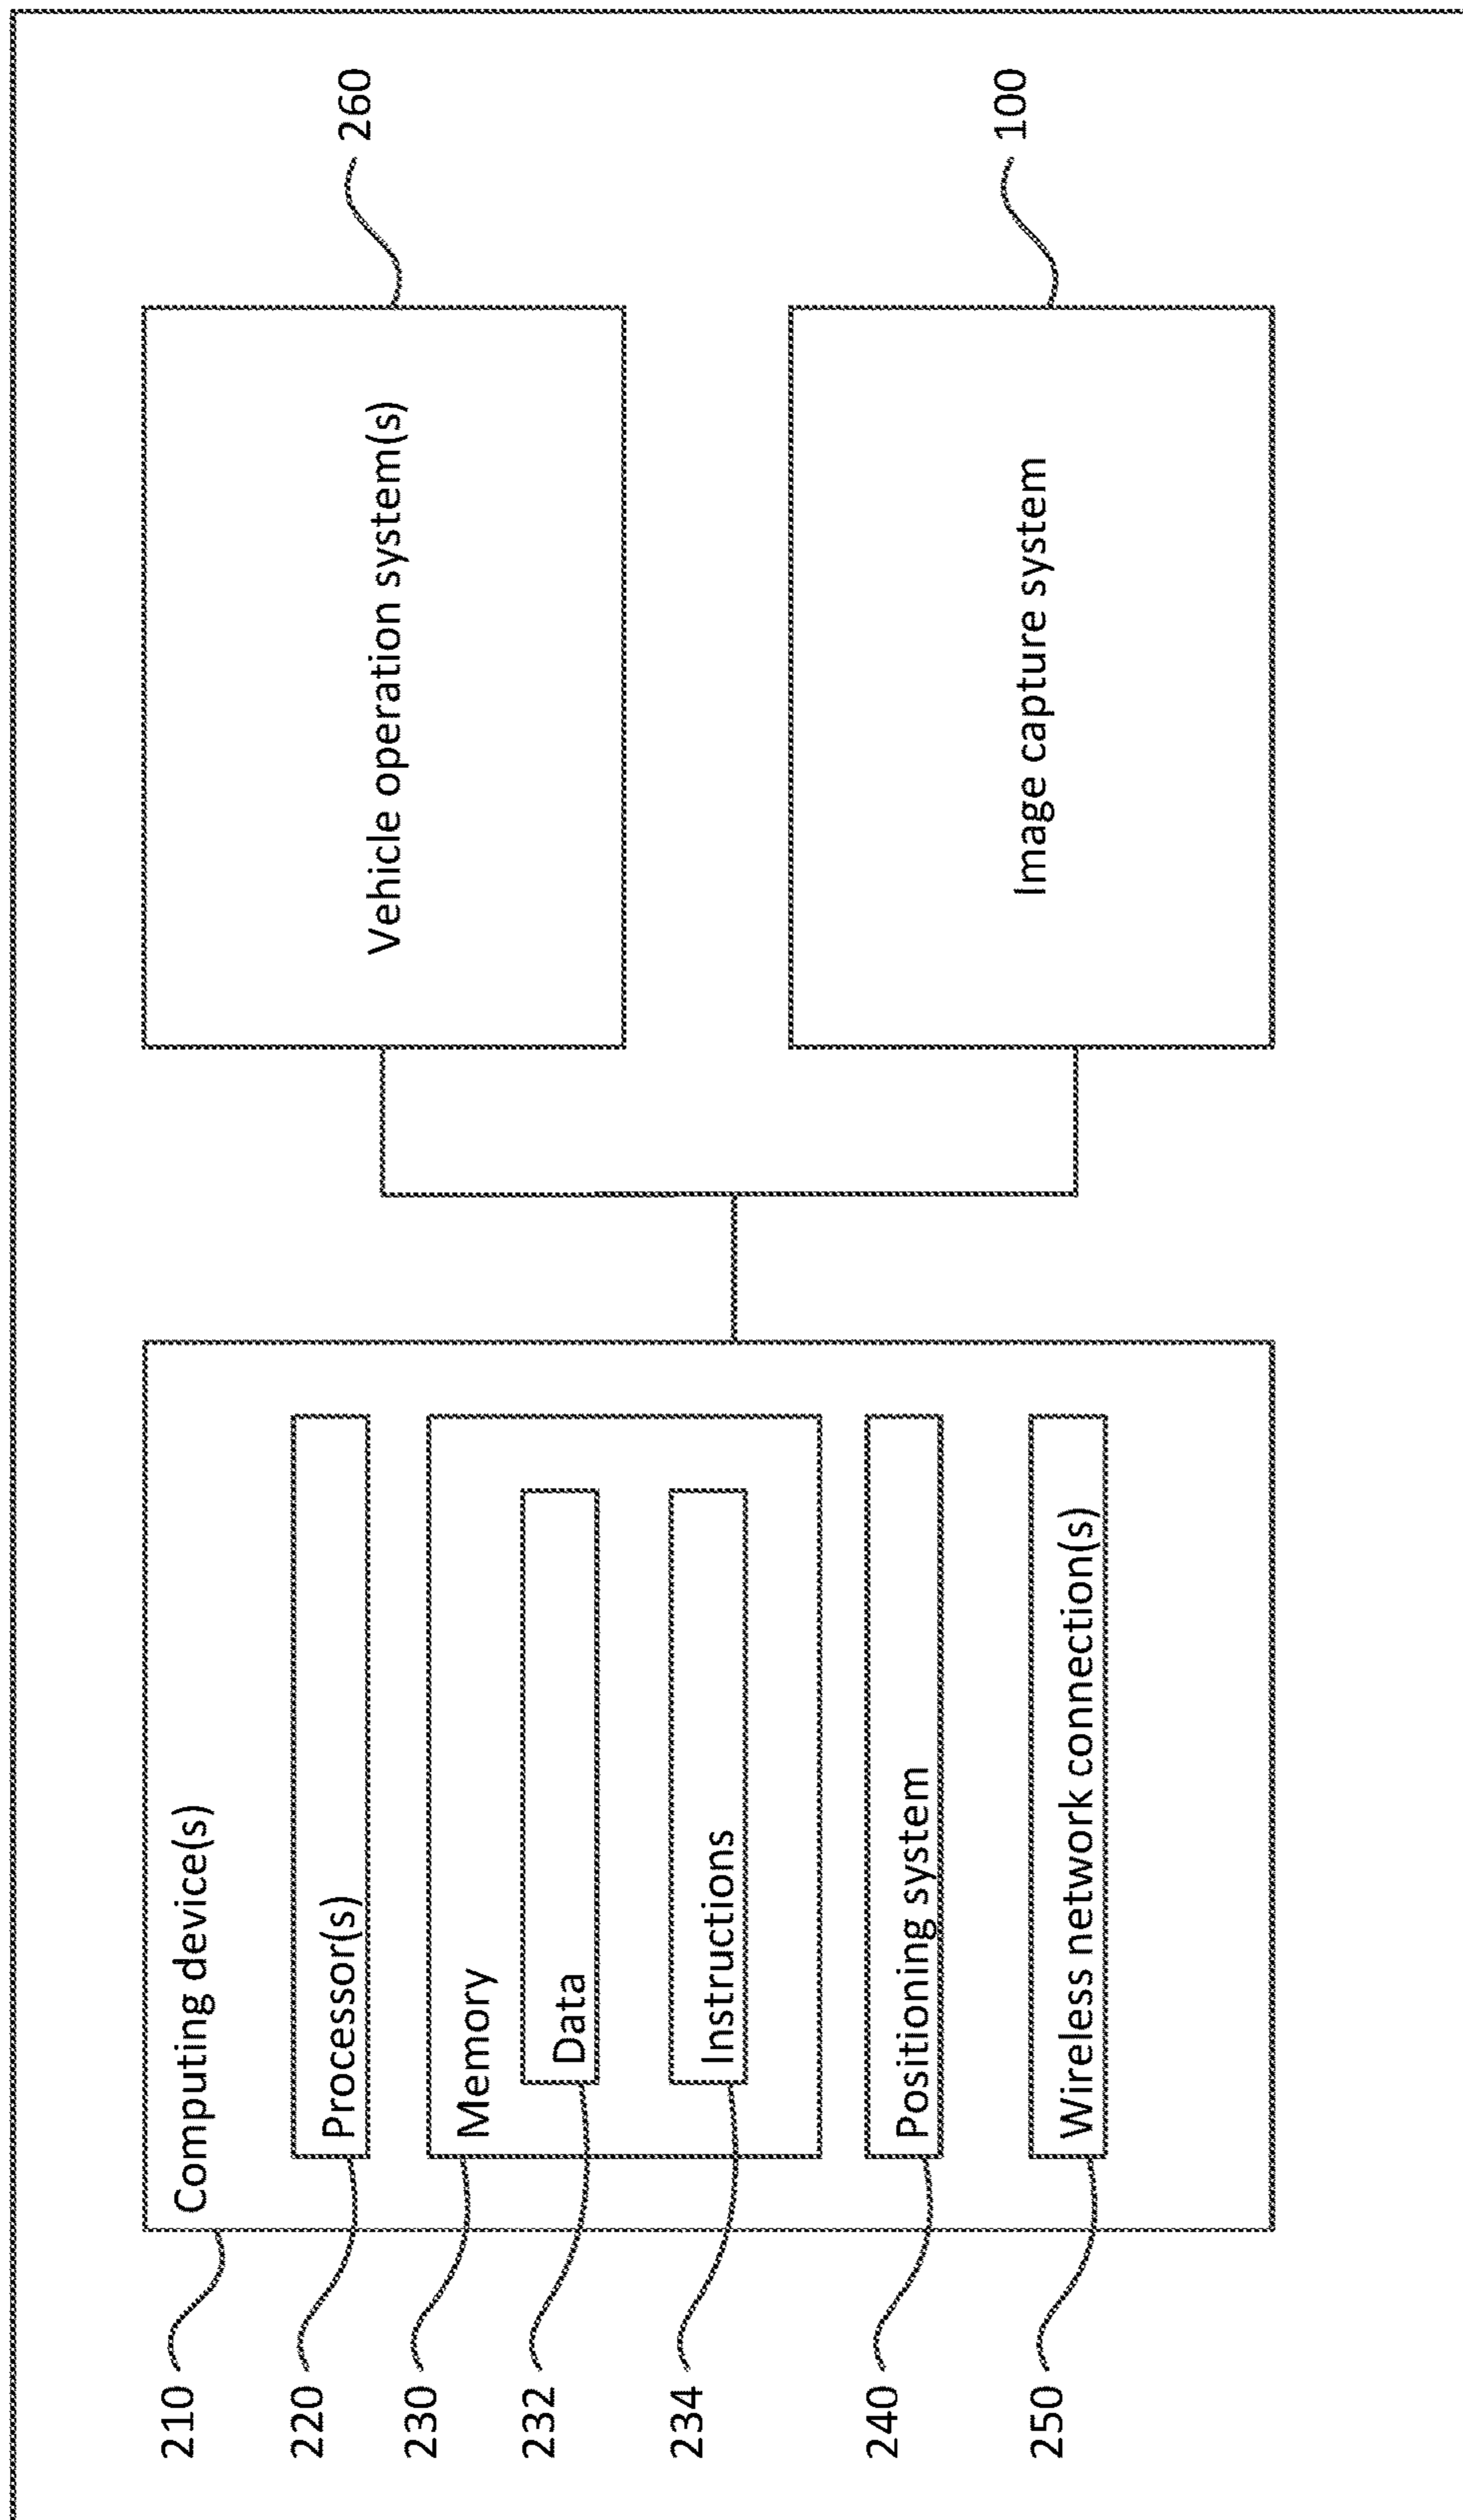 210
Computing device(s)
220
Processor(s)
230
Memory
232
Data
234
Instructions
240
Positioning system
250
Wireless network connection(s)
Vehicle operation system(s)
260
Image capture system
100